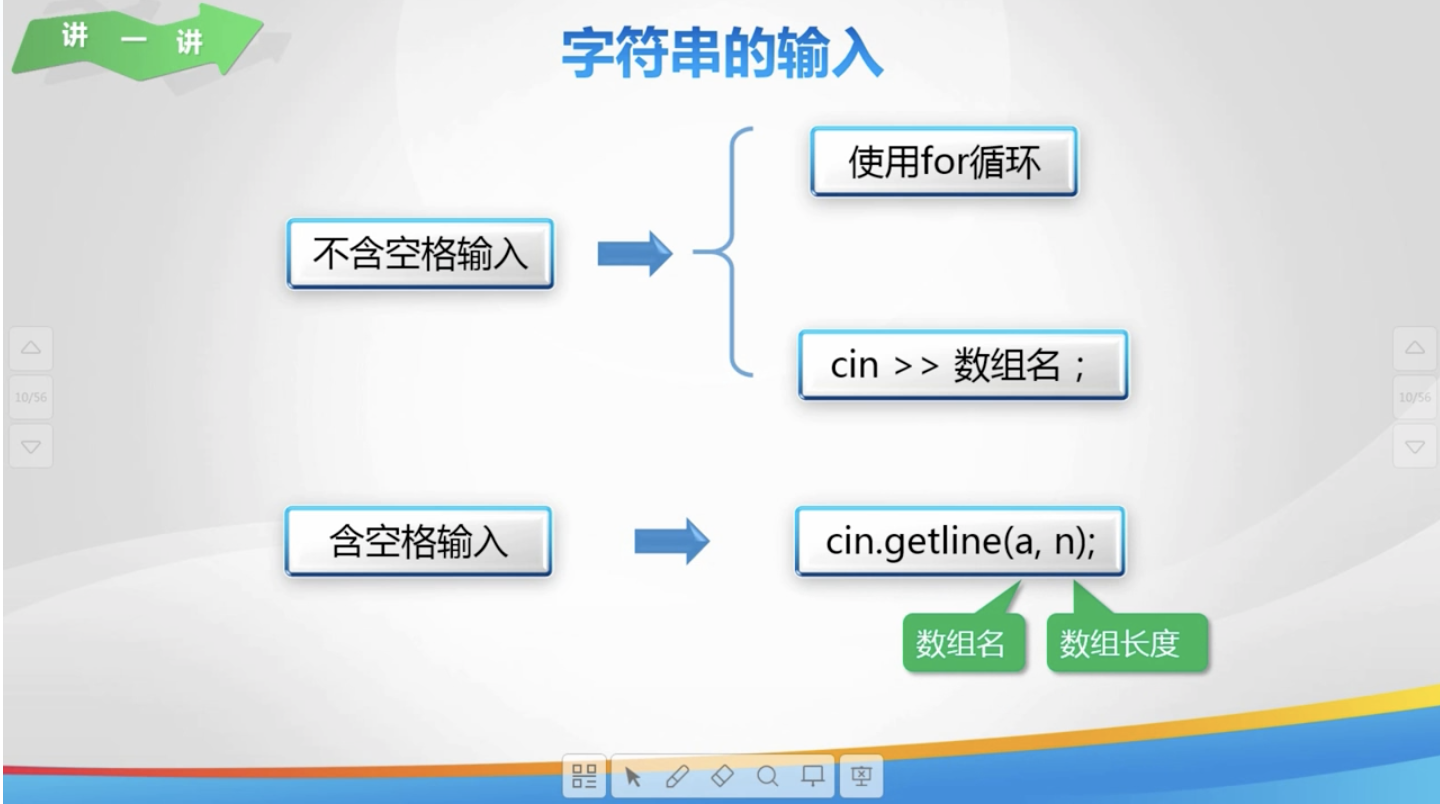 讲一讲
字符串的输入
使用for循环
不含空格输入
cin >> 数组名；
含空格输入
cin.getline(a, n);
数组名
数组长度
10/56
10/56